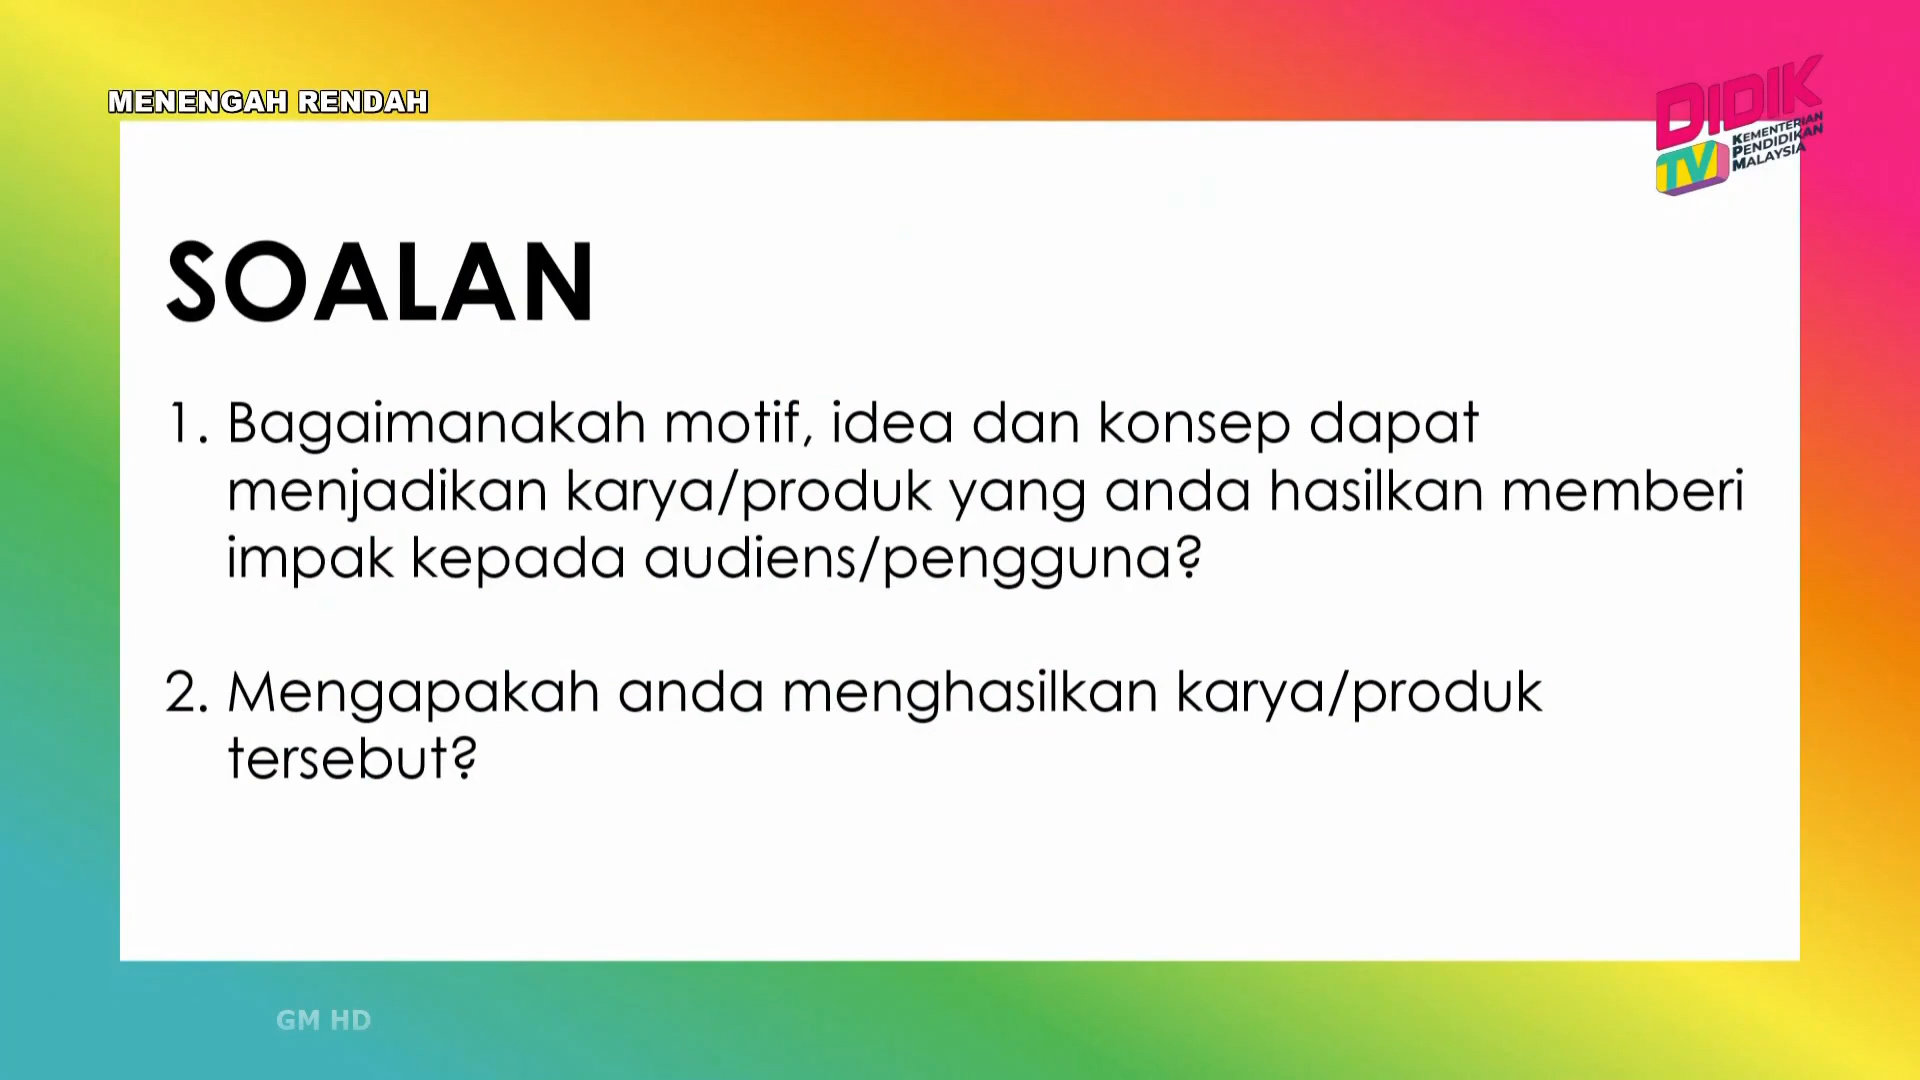 MENENGAH RENDAH
DIDIK
TV
KEMENTERIAN
PENDIDIKAN
MALAYSIA
SOALAN
1. Bagaimanakah motif, idea dan konsep dapat
menjadikan karya/produk yang anda hasilkan memberi
impak kepada audiens/pengguna?
2. Mengapakah anda menghasilkan karya/produk
tersebut?
GM HD